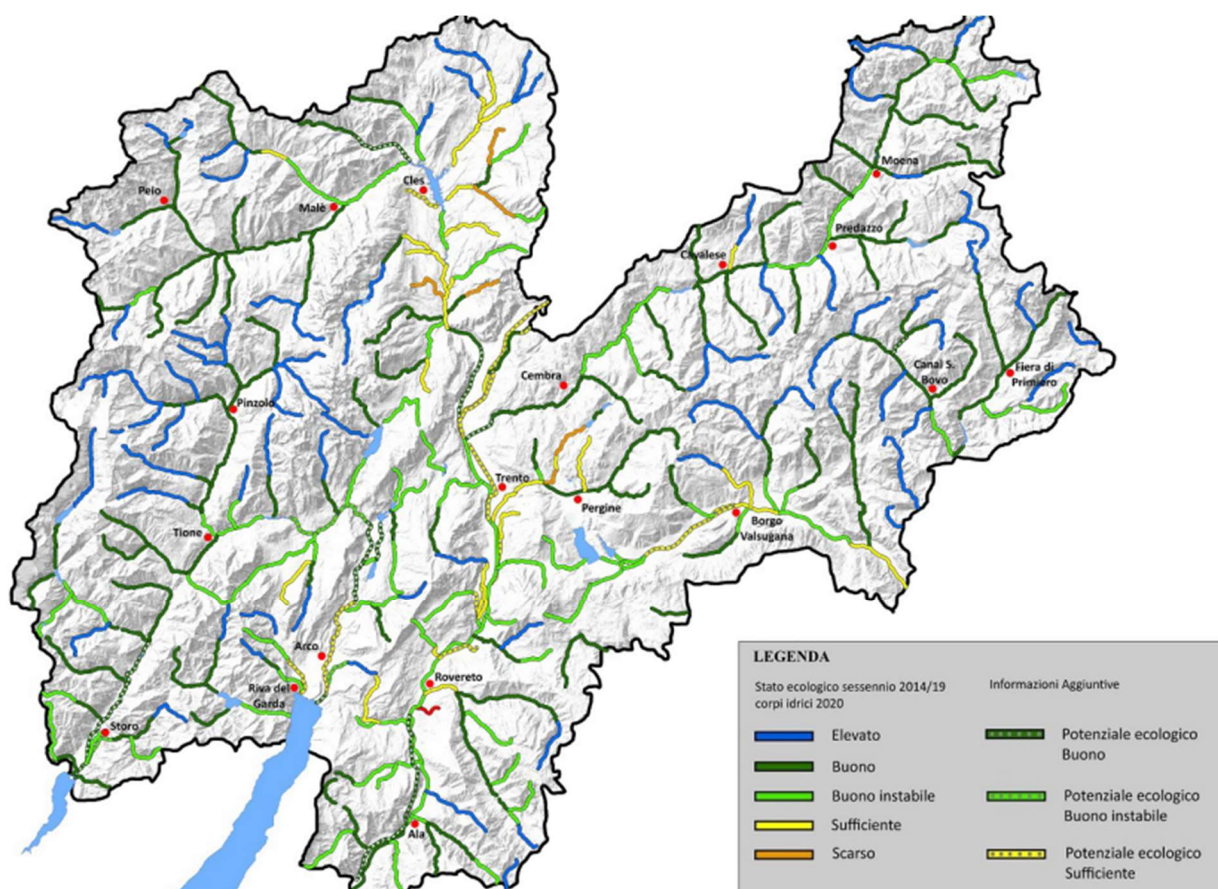 Moena
Peio
Cles
Malè
Predazzo
Cavalese
Cembra
Canal S.
Bovo
Fiera di
Primiero
Pinzolo
Trento
Pergine
Borgo
Valsugana
Tione
Arco
Riva del
Garda
Rovereto
Storo
Ala
LEGENDA
Stato ecologico sessennio 2014/19
corpi idrici 2020
Elevato
Buono
Buono instabile
Sufficiente
Scarso
Informazioni Aggiuntive
Potenziale ecologico
Buono
Potenziale ecologico
Buono instabile
Potenziale ecologico
Sufficiente